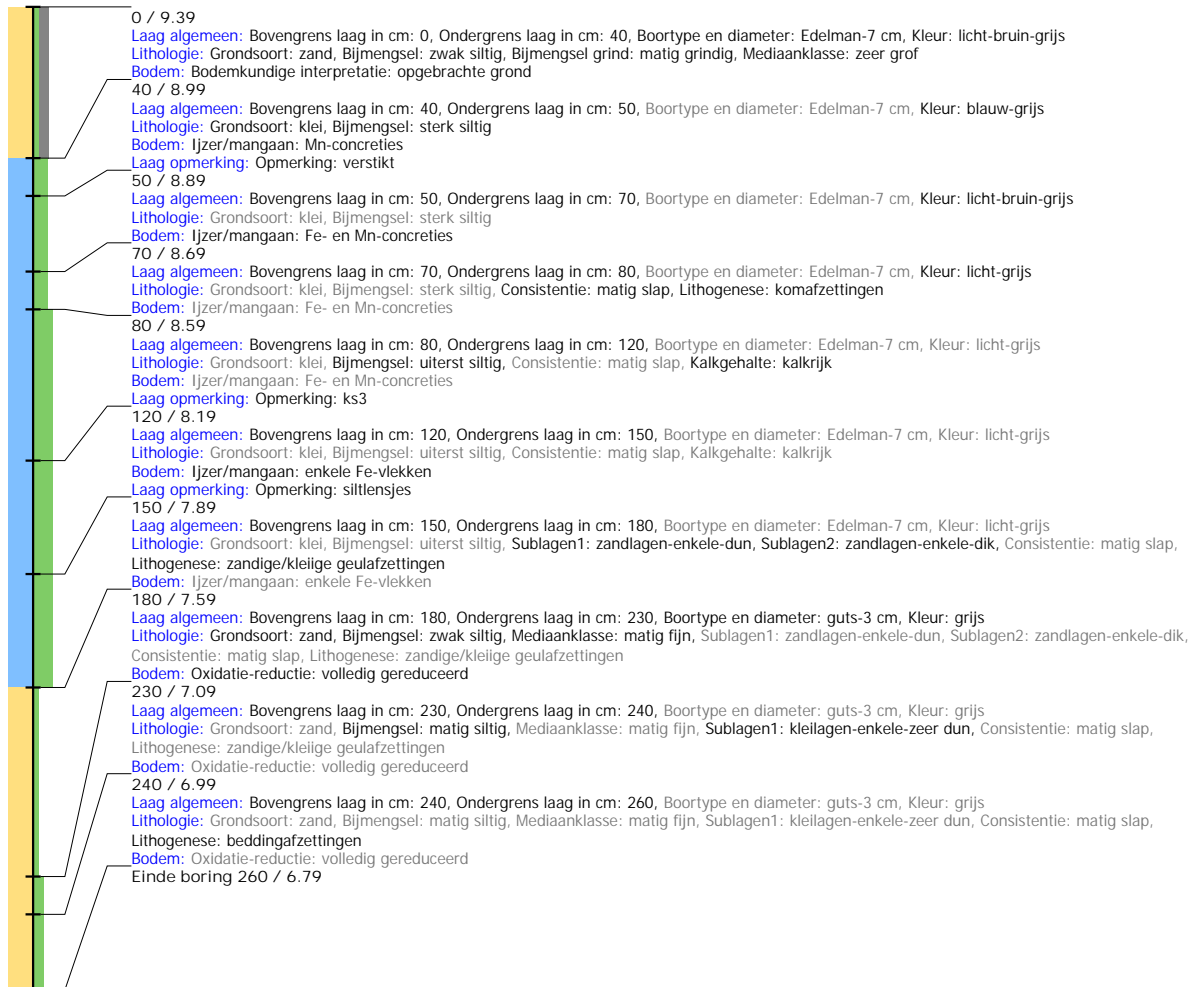 0 / 9.39
Laag algemeen: Bovengrens laag in cm: 0, Ondergrens laag in cm: 40, Boortype en diameter: Edelman-7 cm, Kleur: licht-bruin-grijs
Lithologie: Grondsoort: zand, Bijmengsel: zwak siltig, Bijmengsel grind: matig grindig, Mediaanklasse: zeer grof
Bodem: Bodemkundige interpretatie: opgebrachte grond
40 / 8.99
Laag algemeen: Bovengrens laag in cm: 40, Ondergrens laag in cm: 50, Boortype en diameter: Edelman-7 cm, Kleur: blauw-grijs
Lithologie: Grondsoort: klei, Bijmengsel: sterk siltig
Bodem: Ijzer/mangaan: Mn-concreties
Laag opmerking: Opmerking: verstikt
50 / 8.89
Laag algemeen: Bovengrens laag in cm: 50, Ondergrens laag in cm: 70, Boortype en diameter: Edelman-7 cm, Kleur: licht-bruin-grijs
Lithologie: Grondsoort: klei, Bijmengsel: sterk siltig
Bodem: Ijzer/mangaan: Fe- en Mn-concreties
70 / 8.69
Laag algemeen: Bovengrens laag in cm: 70, Ondergrens laag in cm: 80, Boortype en diameter: Edelman-7 cm, Kleur: licht-grijs
Lithologie: Grondsoort: klei, Bijmengsel: sterk siltig, Consistentie: matig slap, Lithogenese: komafzettingen
Bodem: Ijzer/mangaan: Fe- en Mn-concreties
80 / 8.59
Laag algemeen: Bovengrens laag in cm: 80, Ondergrens laag in cm: 120, Boortype en diameter: Edelman-7 cm, Kleur: licht-grijs
Lithologie: Grondsoort: klei, Bijmengsel: uiterst siltig, Consistentie: matig slap, Kalkgehalte: kalkrijk
Bodem: Ijzer/mangaan: Fe- en Mn-concreties
Laag opmerking: Opmerking: ks3
120 / 8.19
Laag algemeen: Bovengrens laag in cm: 120, Ondergrens laag in cm: 150, Boortype en diameter: Edelman-7 cm, Kleur: licht-grijs
Lithologie: Grondsoort: klei, Bijmengsel: uiterst siltig, Consistentie: matig slap, Kalkgehalte: kalkrijk
Bodem: Ijzer/mangaan: enkele Fe-vlekken
Laag opmerking: Opmerking: siltlensjes
150 / 7.89
Laag algemeen: Bovengrens laag in cm: 150, Ondergrens laag in cm: 180, Boortype en diameter: Edelman-7 cm, Kleur: licht-grijs
Lithologie: Grondsoort: klei, Bijmengsel: uiterst siltig, Sublagen1: zandlagen-enkele-dun, Sublagen2: zandlagen-enkele-dik, Consistentie: matig slap,
Lithogenese: zandige/kleiige geulafzettingen
Bodem: Ijzer/mangaan: enkele Fe-vlekken
180 / 7.59
Laag algemeen: Bovengrens laag in cm: 180, Ondergrens laag in cm: 230, Boortype en diameter: guts-3 cm, Kleur: grijs
Lithologie: Grondsoort: zand, Bijmengsel: zwak siltig, Mediaanklasse: matig fijn, Sublagen1: zandlagen-enkele-dun, Sublagen2: zandlagen-enkele-dik,
Consistentie: matig slap, Lithogenese: zandige/kleiige geulafzettingen
Bodem: Oxidatie-reductie: volledig gereduceerd
230 / 7.09
Laag algemeen: Bovengrens laag in cm: 230, Ondergrens laag in cm: 240, Boortype en diameter: guts-3 cm, Kleur: grijs
Lithologie: Grondsoort: zand, Bijmengsel: matig siltig, Mediaanklasse: matig fijn, Sublagen1: kleilagen-enkele-zeer dun, Consistentie: matig slap,
Lithogenese: zandige/kleiige geulafzettingen
Bodem: Oxidatie-reductie: volledig gereduceerd
240 / 6.99
Laag algemeen: Bovengrens laag in cm: 240, Ondergrens laag in cm: 260, Boortype en diameter: guts-3 cm, Kleur: grijs
Lithologie: Grondsoort: zand, Bijmengsel: matig siltig, Mediaanklasse: matig fijn, Sublagen1: kleilagen-enkele-zeer dun, Consistentie: matig slap,
Lithogenese: beddingafzettingen
Bodem: Oxidatie-reductie: volledig gereduceerd
Einde boring 260 / 6.79